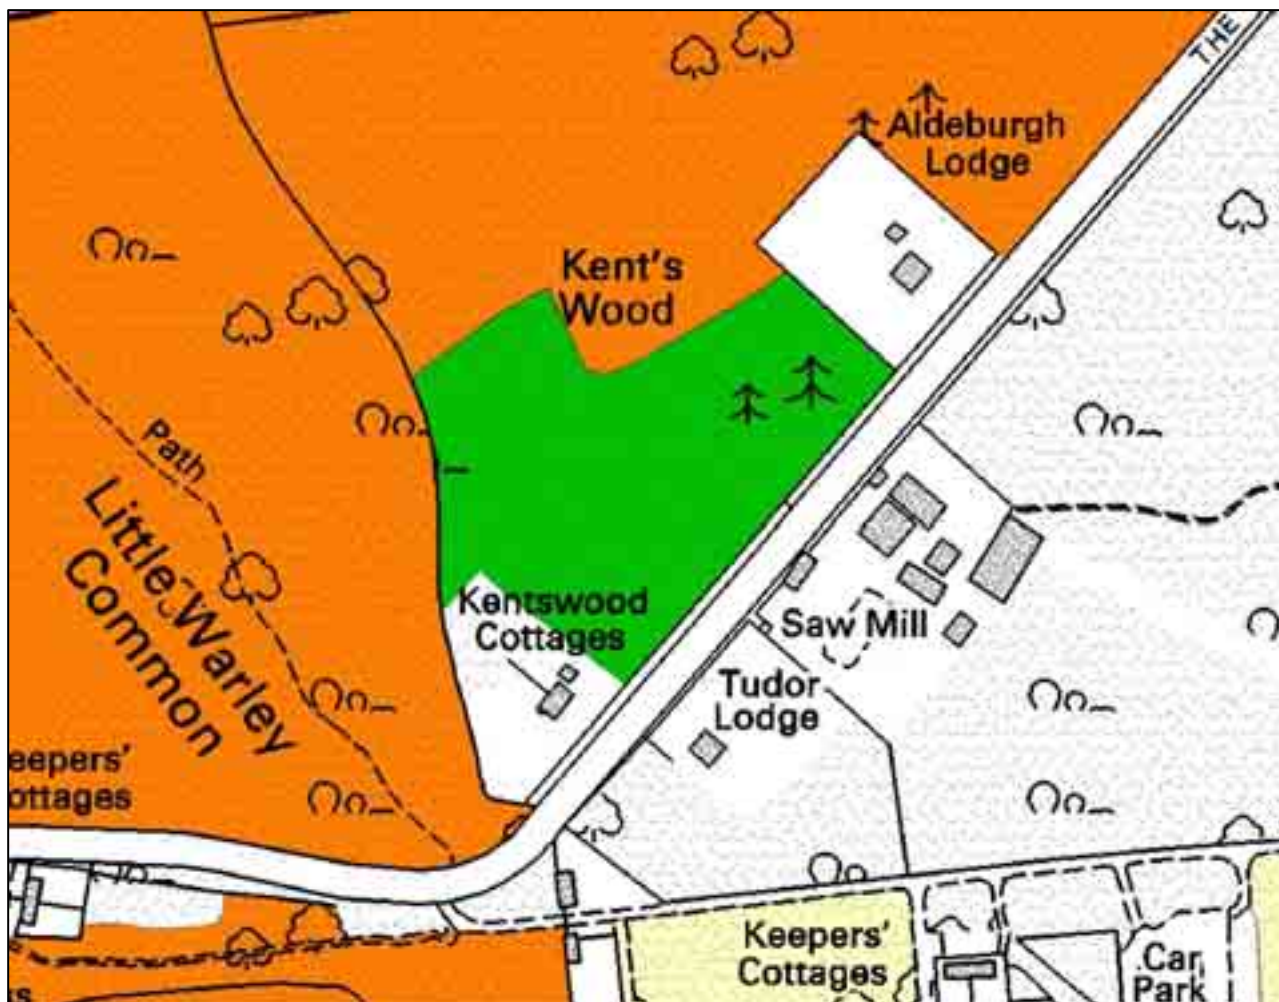 THE
Aldeburgh
Lodge
Kent's
Wood
Path
Little Warley
Common
Kentswood
Cottages
Saw Mill
Tudor
Lodge
eepers'
ottages
Keepers'
Cottages
Car
Park